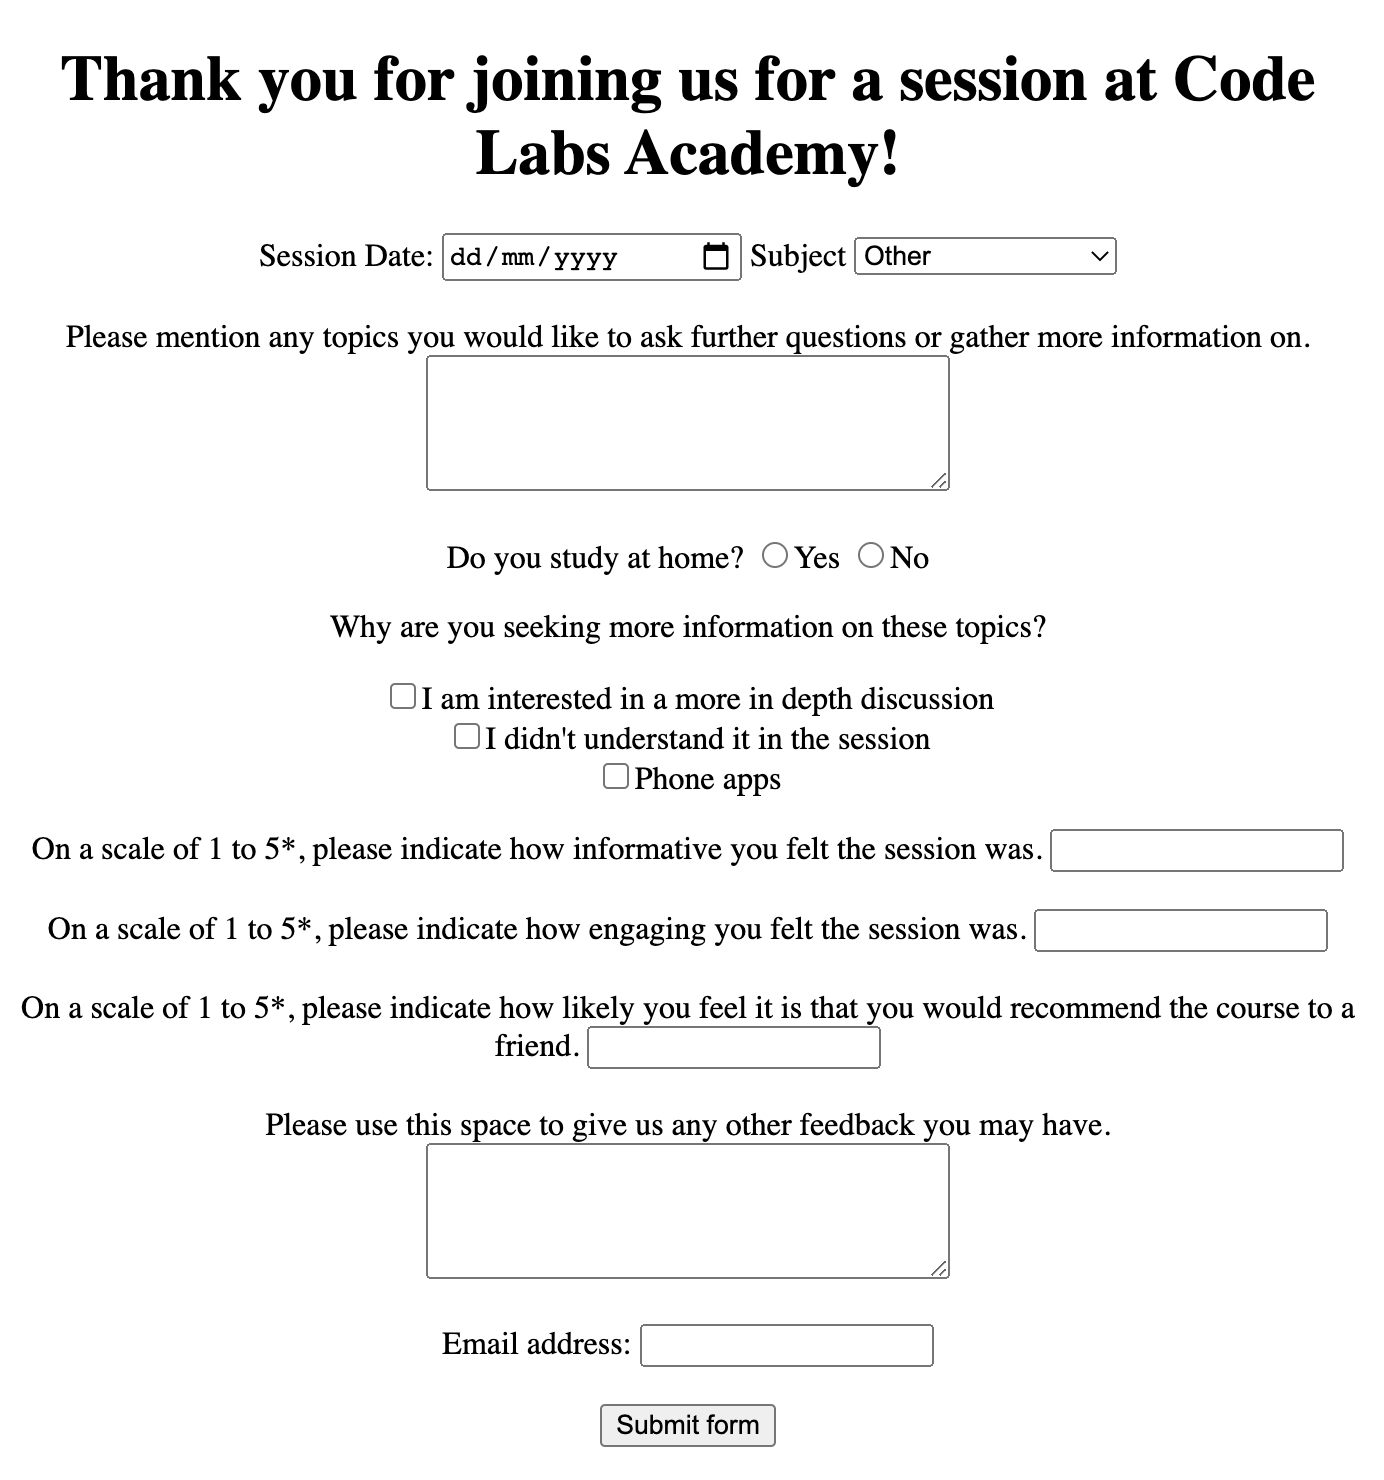 Thank you for joining us for a session at Code
Labs Academy!
Session Date: dd/mm/yyyy Subject Other
Please mention any topics you would like to ask further questions or gather more information on.
Do you study at home? Yes No
Why are you seeking more information on these topics?
I am interested in a more in depth discussion
I didn't understand it in the session
Phone apps
On a scale of 1 to 5*, please indicate how informative you felt the session was.
On a scale of 1 to 5*, please indicate how engaging you felt the session was.
On a scale of 1 to 5*, please indicate how likely you feel it is that you would recommend the course to a
friend.
Please use this space to give us any other feedback you may have.
Email address:
Submit form